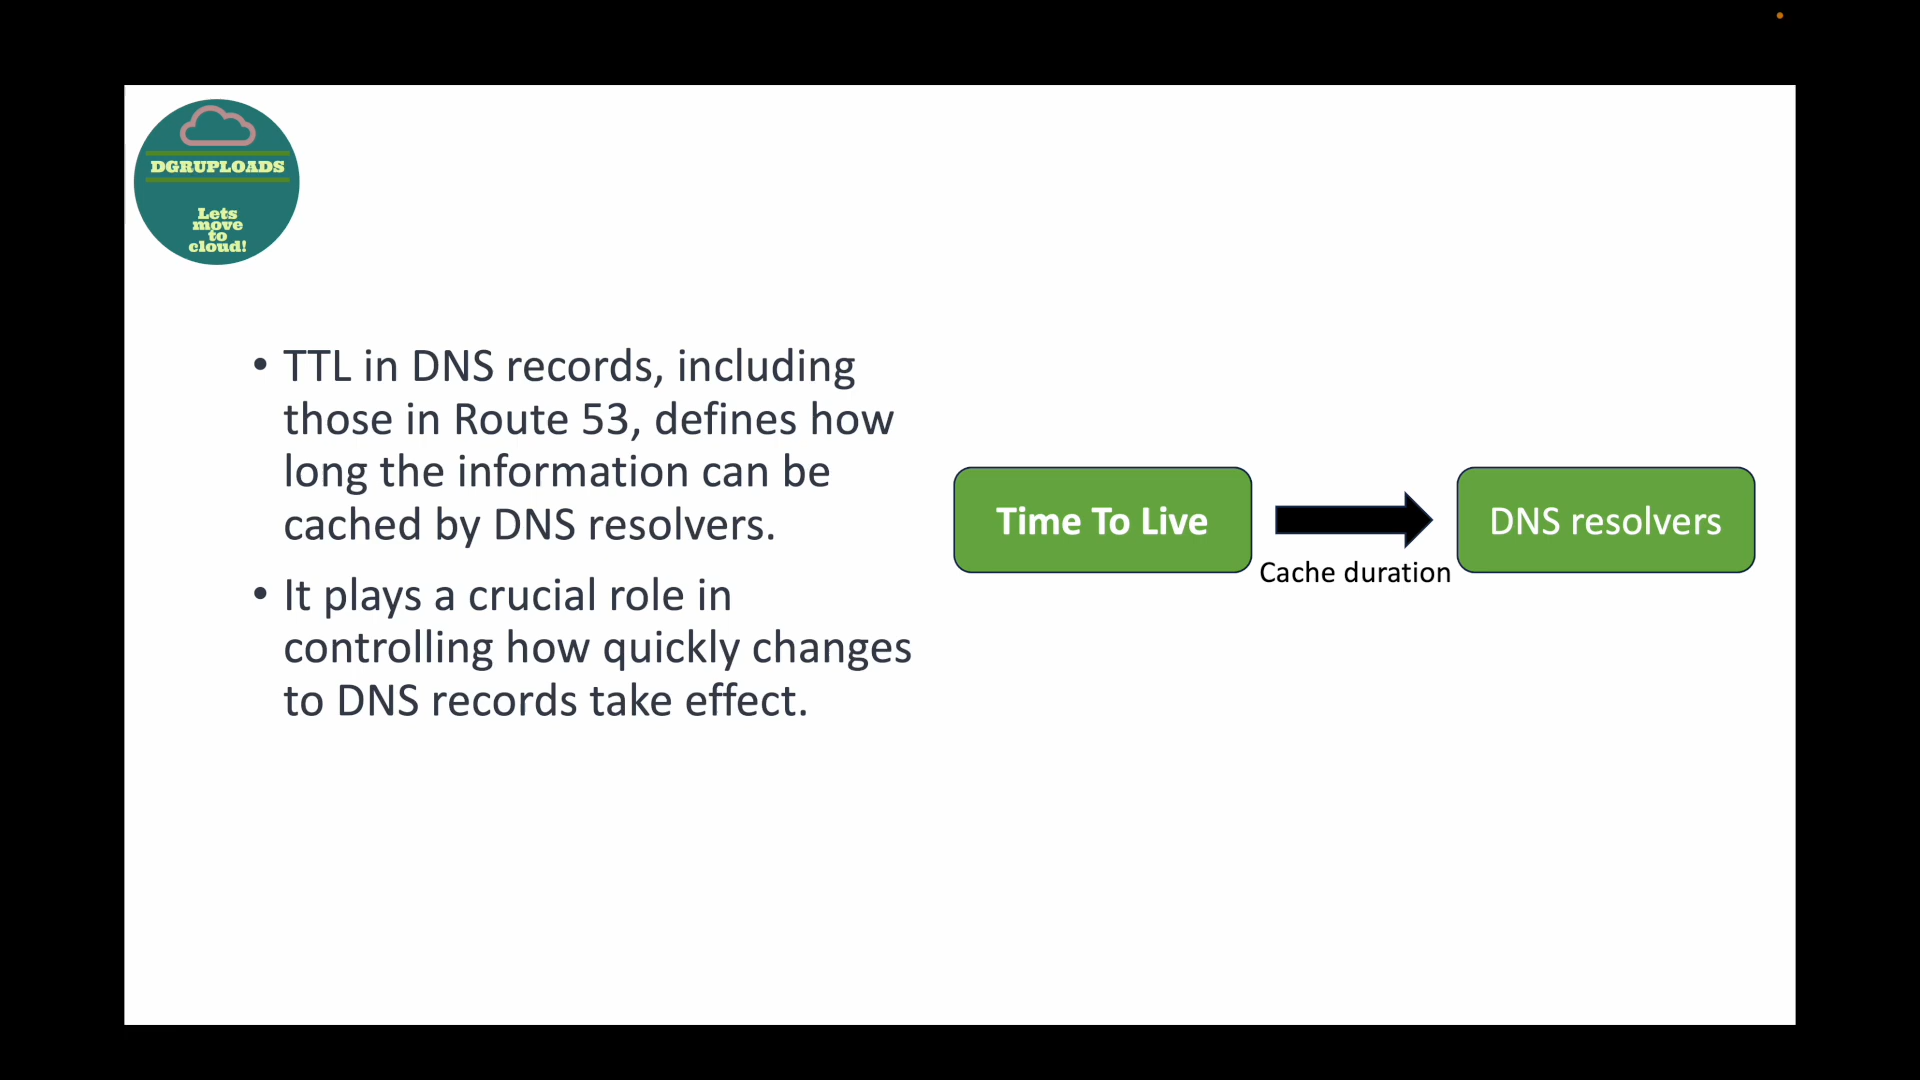 DGRUPLOADS
Lets
move
to
cloud!
• TTL in DNS records, including
those in Route 53, defines how
long the information can be
cached by DNS resolvers.
• It plays a crucial role in
controlling how quickly changes
to DNS records take effect.
Time To Live
Cache duration
DNS resolvers